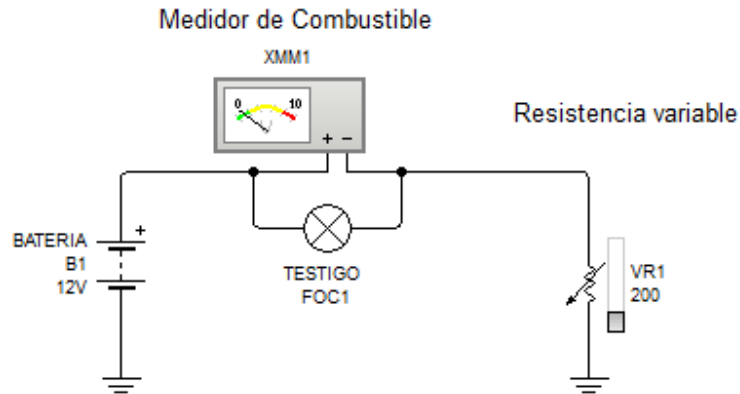 Medidor de Combustible
XMM1
0 10
+ −
Resistencia variable
BATERIA
B1
12V
+
TESTIGO
FOC1
VR1
200